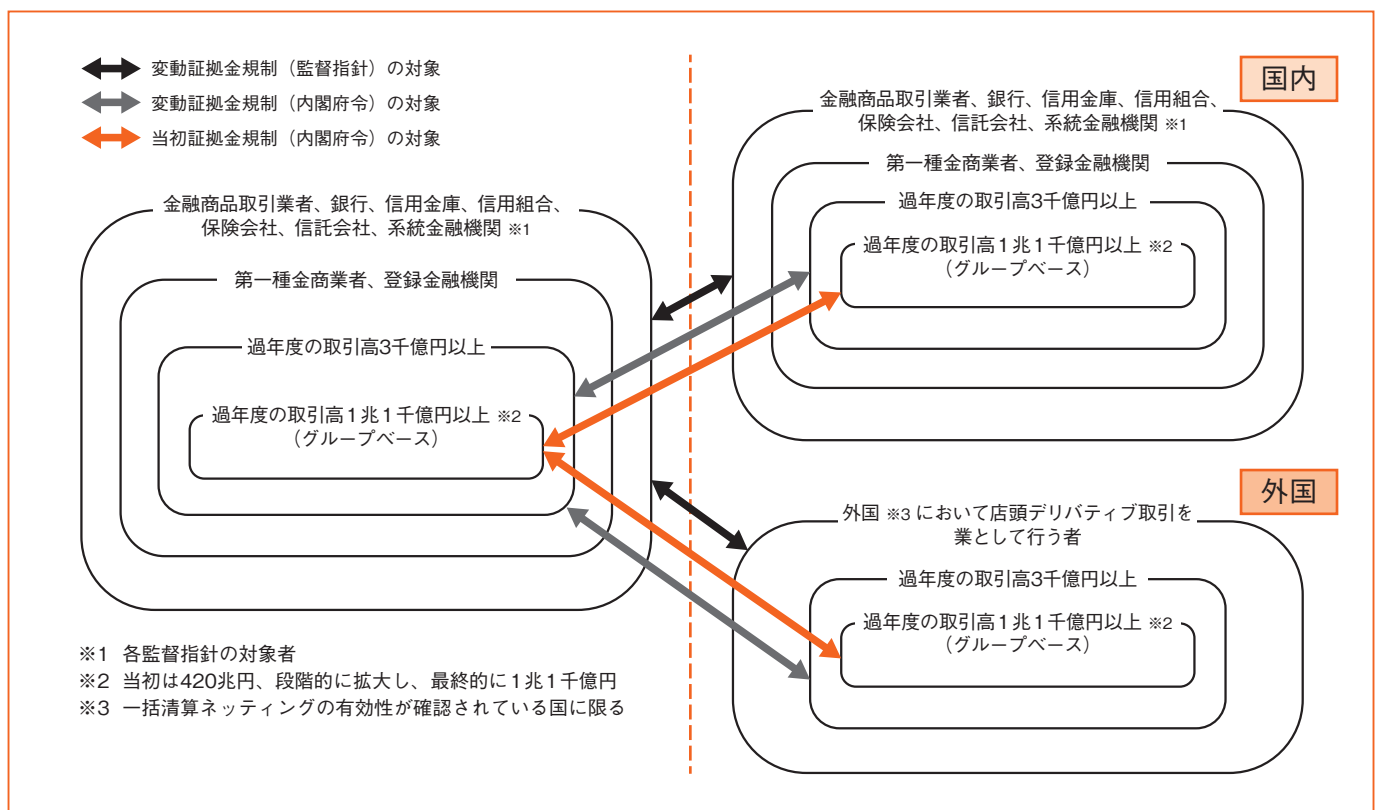 変動証拠金規制（監督指針）の対象
変動証拠金規制（内閣府令）の対象
当初証拠金規制（内閣府令）の対象
金融商品取引業者、銀行、信用金庫、信用組合、
保険会社、信託会社、系統金融機関 ※1
第一種金商業者、登録金融機関
過年度の取引高3千億円以上
過年度の取引高1兆1千億円以上 ※2
（グループベース）
国内
金融商品取引業者、銀行、信用金庫、信用組合、
保険会社、信託会社、系統金融機関 ※1
第一種金商業者、登録金融機関
過年度の取引高3千億円以上
過年度の取引高1兆1千億円以上 ※2
（グループベース）
外国
外国 ※3 において店頭デリバティブ取引を
業として行う者
過年度の取引高3千億円以上
過年度の取引高1兆1千億円以上 ※2
（グループベース）
※1 各監督指針の対象者
※2 当初は420兆円、段階的に拡大し、最終的に1兆1千億円
※3 一括清算ネッティングの有効性が確認されている国に限る